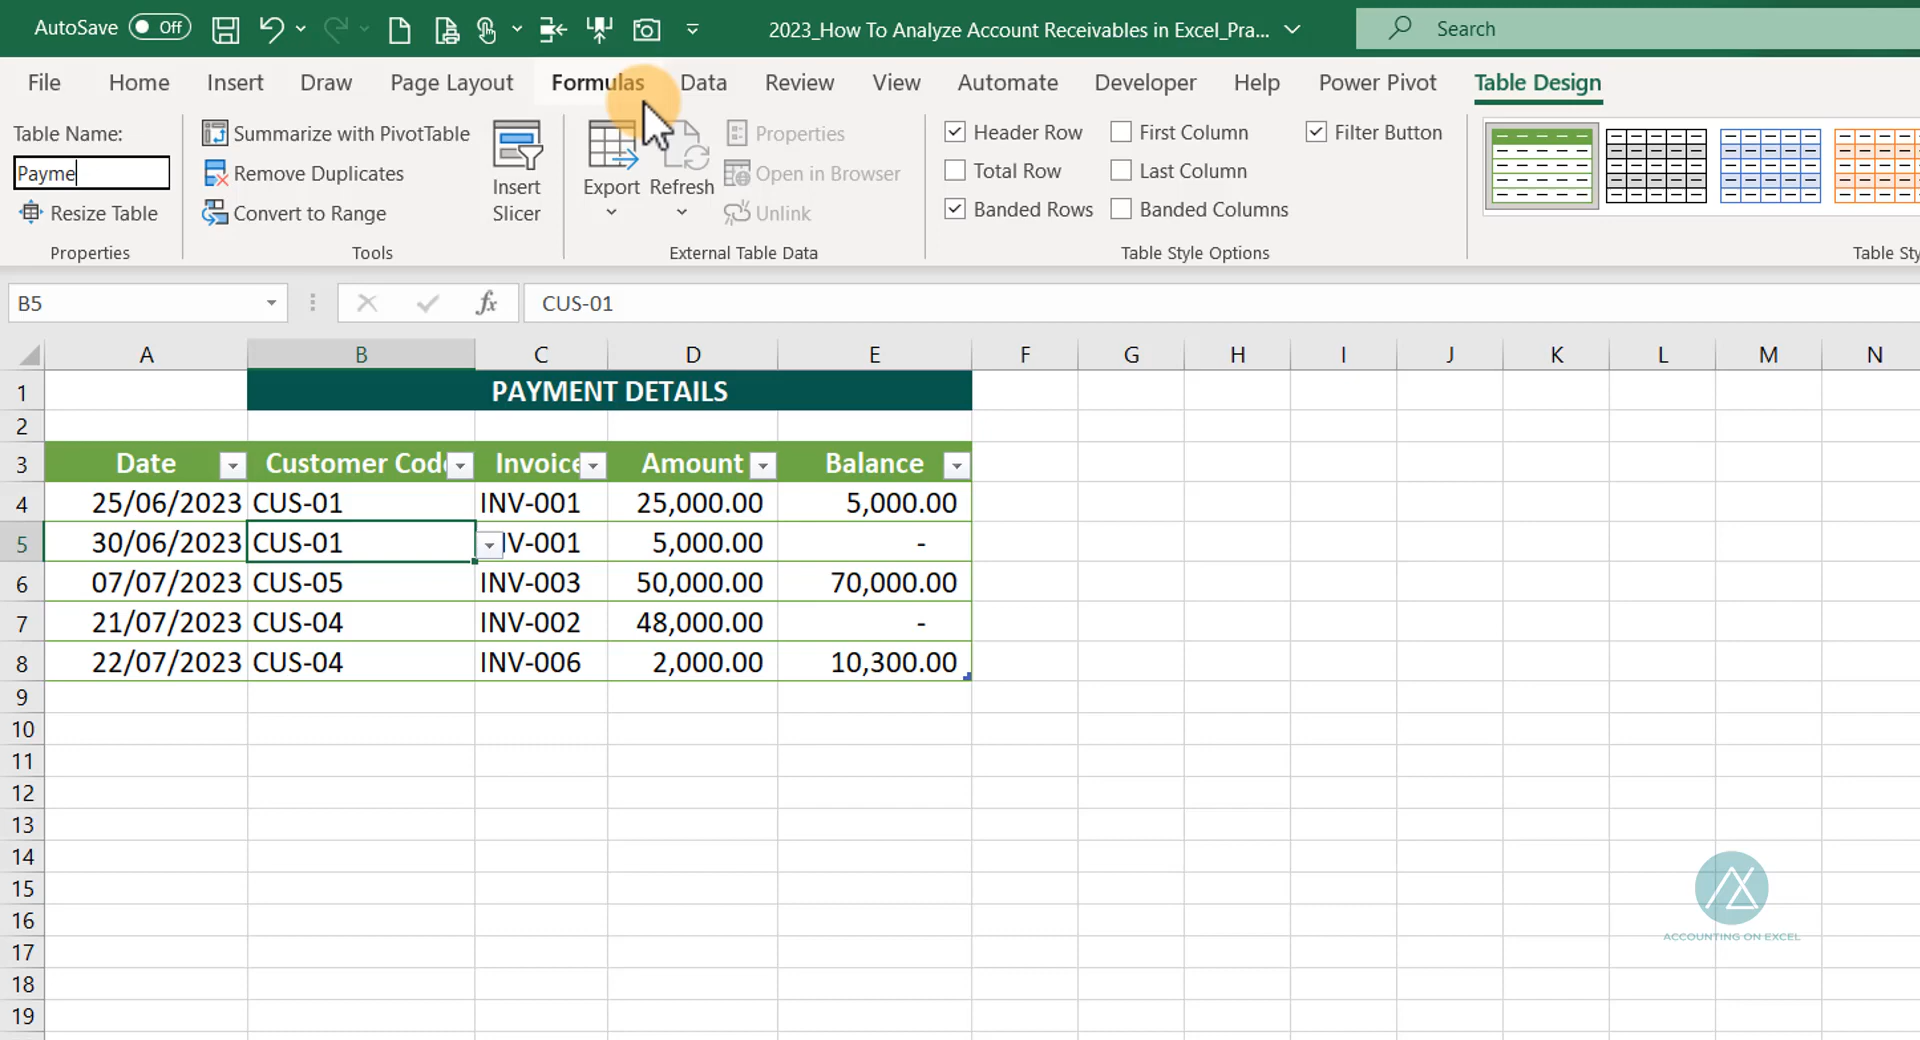 AutoSave Off 2023_How To Analyze Account Receivables in Excel_Pra... Search
File Home Insert Draw Page Layout Formulas Data Review View Automate Developer Help Power Pivot Table Design
Table Name:
Payme
Resize Table
Properties
Summarize with PivotTable
Remove Duplicates
Convert to Range
Insert
Slicer
Tools
Export
Refresh
Properties
Open in Browser
Unlink
External Table Data
Header Row First Column Filter Button
Total Row Last Column
Banded Rows Banded Columns
Table Style Options
Table Sty
B5 fx CUS-01
A B C D E F G H I J K L M N
1 PAYMENT DETAILS
2
3 Date Customer Cod Invoice Amount Balance
4 25/06/2023 CUS-01 INV-001 25,000.00 5,000.00
5 30/06/2023 CUS-01 V-001 5,000.00 -
6 07/07/2023 CUS-05 INV-003 50,000.00 70,000.00
7 21/07/2023 CUS-04 INV-002 48,000.00 -
8 22/07/2023 CUS-04 INV-006 2,000.00 10,300.00
9
10
11
12
13
14
15
16
17
18
19
ACCOUNTING ON EXCEL